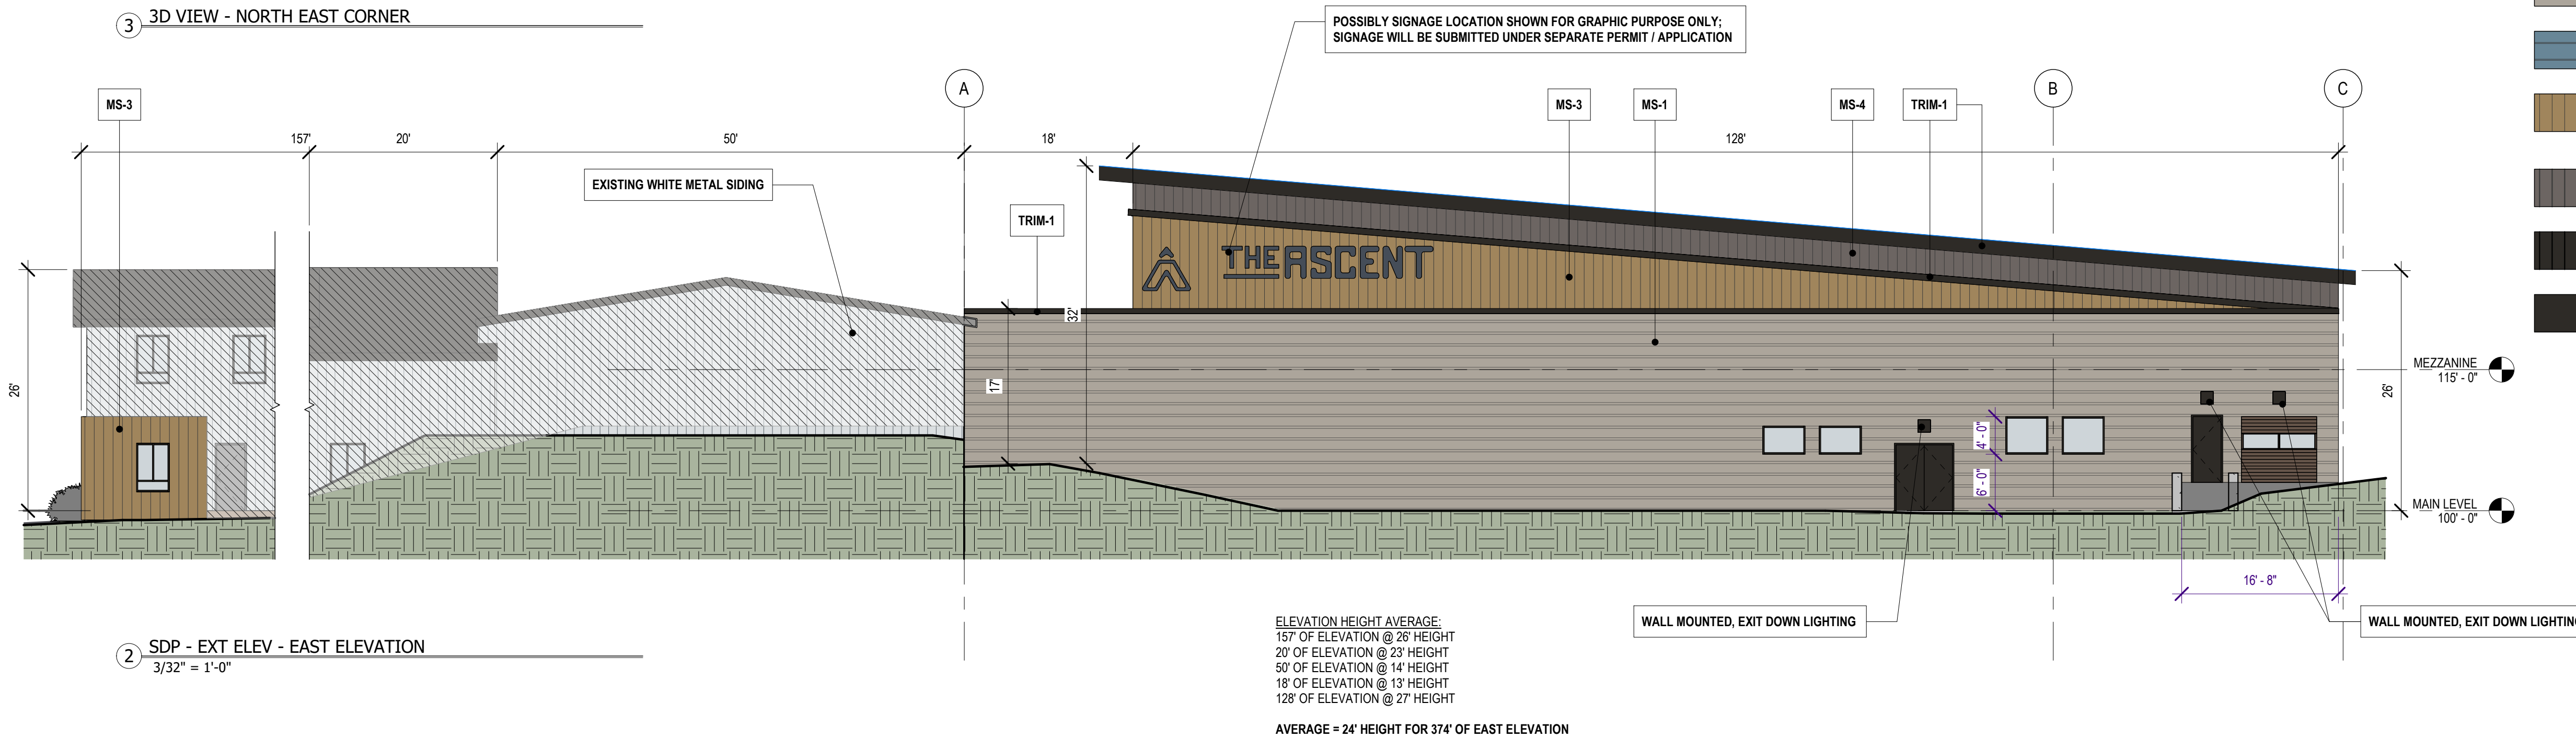 3 3D VIEW - NORTH EAST CORNER
POSSIBLY SIGNAGE LOCATION SHOWN FOR GRAPHIC PURPOSE ONLY;
SIGNAGE WILL BE SUBMITTED UNDER SEPARATE PERMIT / APPLICATION
A
B
C
MS-3
MS-3
MS-1
MS-4
TRIM-1
157'
20'
50'
18'
128'
EXISTING WHITE METAL SIDING
TRIM-1
THE ASCENT
32'
17'
26'
26'
MEZZANINE
115' - 0"
4' - 0"
6' - 0"
MAIN LEVEL
100' - 0"
16' - 8"
WALL MOUNTED, EXIT DOWN LIGHTING
WALL MOUNTED, EXIT DOWN LIGHTING
2 SDP - EXT ELEV - EAST ELEVATION
3/32" = 1'-0"
ELEVATION HEIGHT AVERAGE:
157' OF ELEVATION @ 26' HEIGHT
20' OF ELEVATION @ 23' HEIGHT
50' OF ELEVATION @ 14' HEIGHT
18' OF ELEVATION @ 13' HEIGHT
128' OF ELEVATION @ 27' HEIGHT
AVERAGE = 24' HEIGHT FOR 374' OF EAST ELEVATION